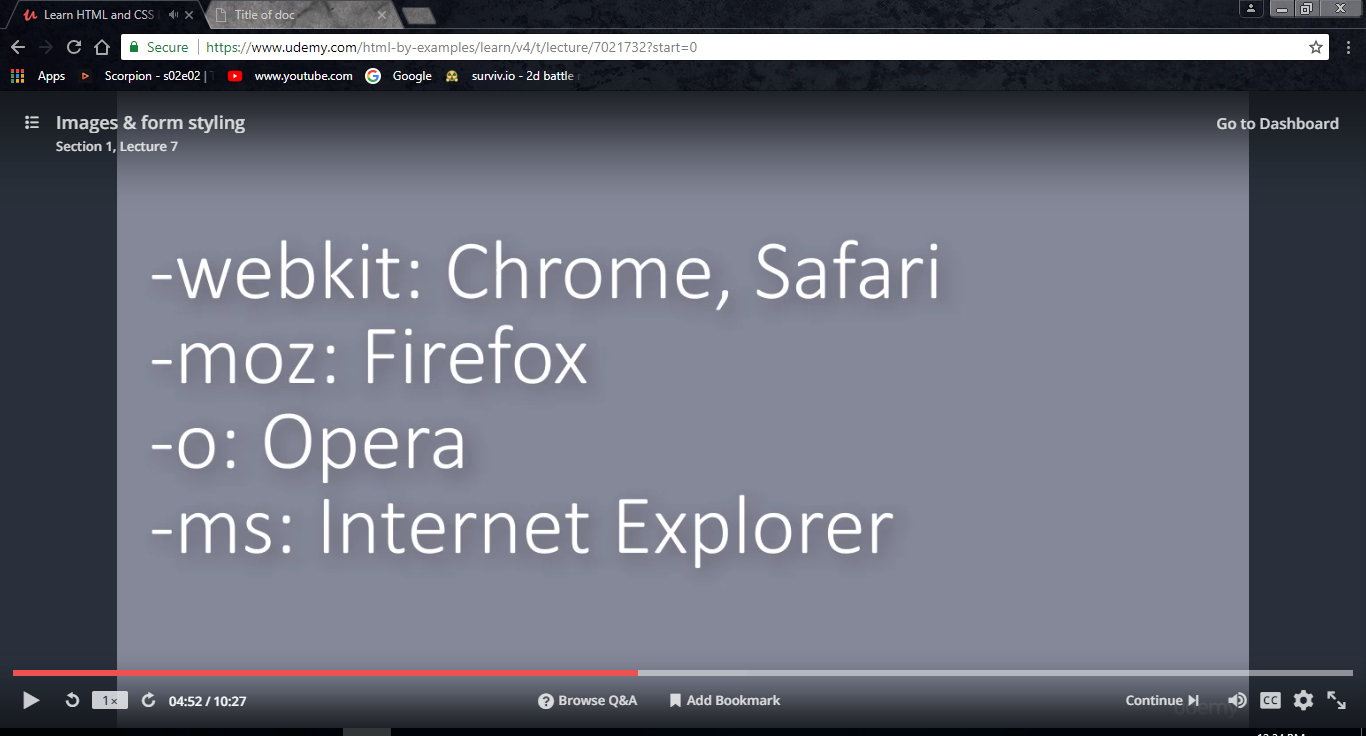 Learn HTML and CSS
Title of doc
Secure
https://www.udemy.com/html-by-examples/learn/v4/t/lecture/7021732?start=0
Apps
Scorpion - s02e02 |
www.youtube.com
Google
surviv.io - 2d battle
Images & form styling
Section 1, Lecture 7
Go to Dashboard
-webkit: Chrome, Safari
-moz: Firefox
-o: Opera
-ms: Internet Explorer
1×
04:52 / 10:27
Browse Q&A
Add Bookmark
Continue
CC
udemy